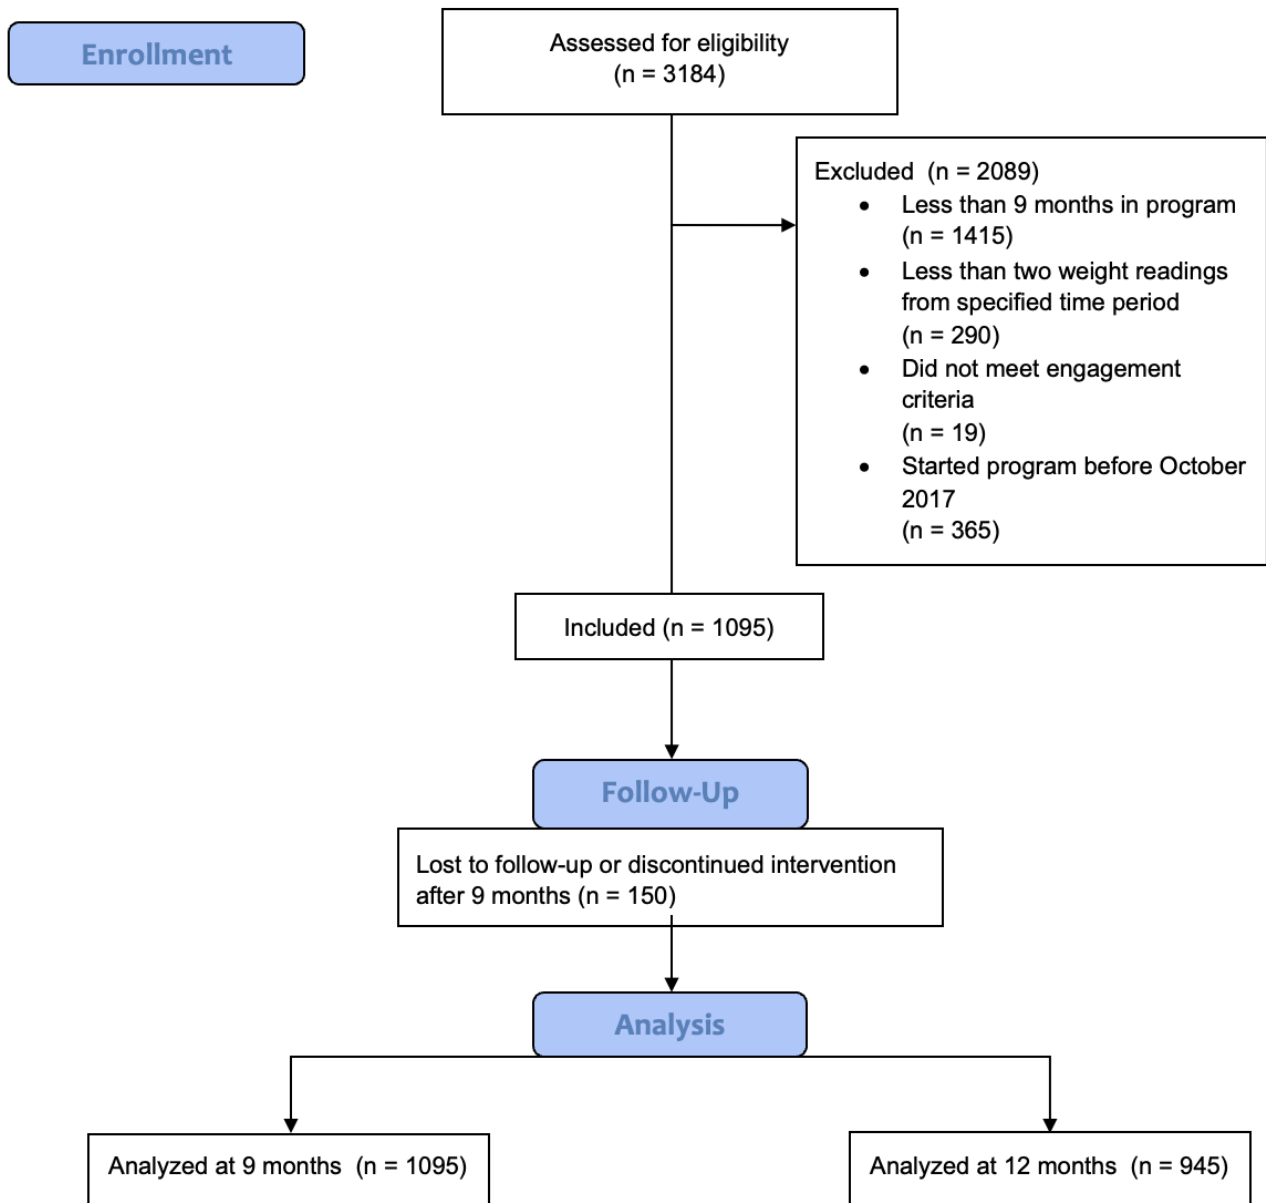 Enrollment
Assessed for eligibility
(n = 3184)
Excluded  (n = 2089)
• Less than 9 months in program
(n = 1415)
• Less than two weight readings
from specified time period
(n = 290)
• Did not meet engagement
criteria
(n = 19)
• Started program before October
2017
(n = 365)
Included (n = 1095)
Follow-Up
Lost to follow-up or discontinued intervention
after 9 months (n = 150)
Analysis
Analyzed at 9 months  (n = 1095)
Analyzed at 12 months  (n = 945)